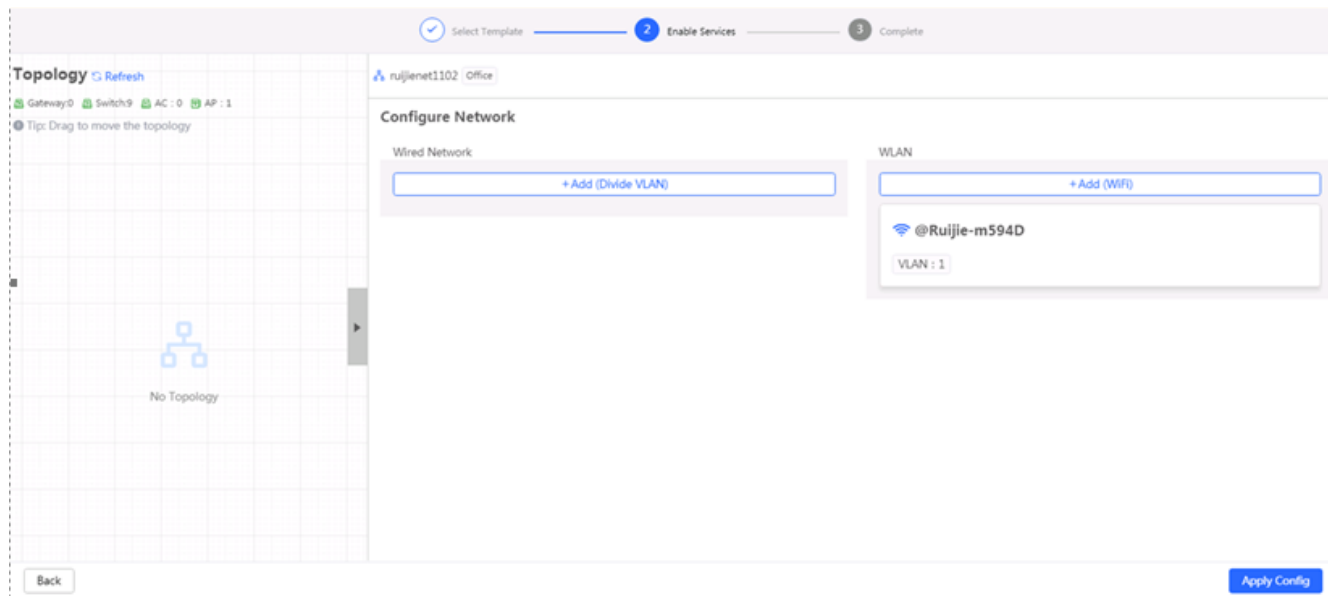 Select Template
2
Enable Services
3
Complete
Topology Refresh
Gateway:0 Switch:9 AC : 0 AP : 1
Tip: Drag to move the topology
No Topology
ruijienet1102 Office
Configure Network
Wired Network
+ Add (Divide VLAN)
WLAN
+ Add (WiFi)
@Ruijie-m594D
VLAN : 1
Back
Apply Config